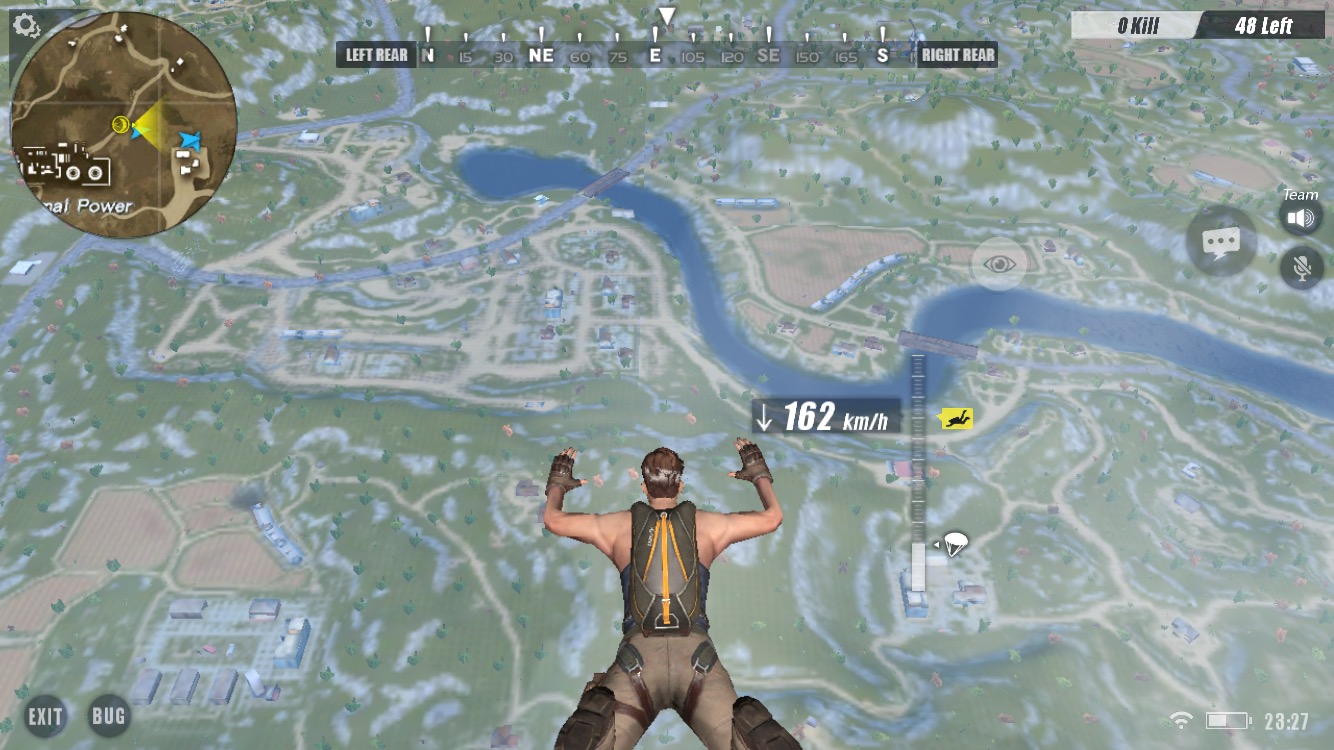 0 Kill
48 Left
LEFT REAR N 15 30 NE 60 75 E 105 120 SE 150 165 S RIGHT REAR
nal Power
Team
162 km/h
EXIT
BUG
23:27